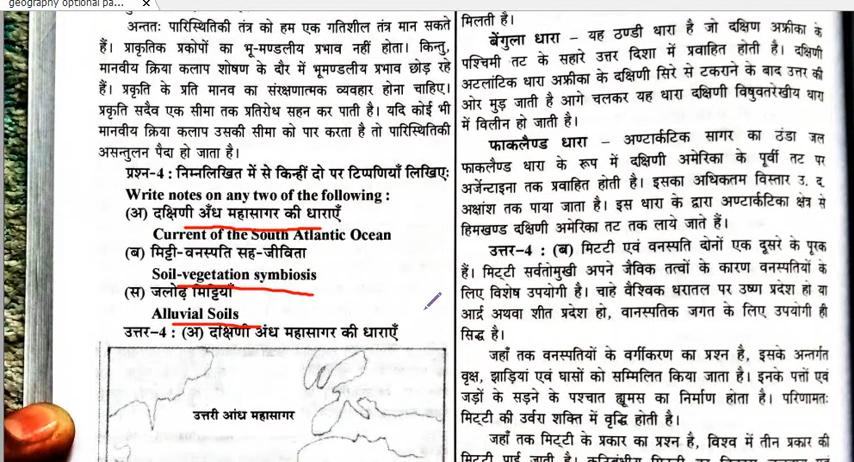 geography optional pa...
अन्ततः पारिस्थितिकी तंत्र को हम एक गतिशील तंत्र मान सकते
हैं। प्राकृतिक प्रकोपों का भू-मण्डलीय प्रभाव नहीं होता। किन्तु,
मानवीय क्रिया कलाप शोषण के दौर में भूमण्डलीय प्रभाव छोड़ रहे
हैं। प्रकृति के प्रति मानव का संरक्षणात्मक व्यवहार होना चाहिए।
प्रकृति सदैव एक सीमा तक प्रतिरोध सहन कर पाती है। यदि कोई भी
मानवीय क्रिया कलाप उसकी सीमा को पार करता है तो पारिस्थितिकी
असन्तुलन पैदा हो जाता है।
प्रश्न-4 : निम्नलिखित में से किन्हीं दो पर टिप्पणियाँ लिखिए:
Write notes on any two of the following :
(अ) दक्षिणी अँध महासागर की धाराएँ
Current of the South Atlantic Ocean
(ब) मिट्टी-वनस्पति सह-जीविता
Soil-vegetation symbiosis
(स) जलोढ़ मिट्टियाँ
Alluvial Soils
उत्तर-4 : (अ) दक्षिणी अंध महासागर की धाराएँ
उत्तरी आंध महासागर
मिलती है।
बेंगुला धारा – यह ठण्डी धारा है जो दक्षिण अफ्रीका के
पश्चिमी तट के सहारे उत्तर दिशा में प्रवाहित होती है। दक्षिणी
अटलांटिक धारा अफ्रीका के दक्षिणी सिरे से टकराने के बाद उत्तर की
ओर मुड़ जाती है आगे चलकर यह धारा दक्षिणी विषुवतरेखीय धारा
में विलीन हो जाती है।
फाकलैण्ड धारा – अण्टार्कटिक सागर का ठंडा जल
फाकलैण्ड धारा के रूप में दक्षिणी अमेरिका के पूर्वी तट पर
अर्जेन्टाइना तक प्रवाहित होती है। इसका अधिकतम विस्तार उ. द.
अक्षांश तक पाया जाता है। इस धारा के द्वारा अण्टार्कटिका क्षेत्र से
हिमखण्ड दक्षिणी अमेरिका तट तक लाये जाते हैं।
उत्तर-4 : (ब) मिटटी एवं वनस्पति दोनों एक दूसरे के पूरक
हैं। मिट्टी सर्वतोमुखी अपने जैविक तत्वों के कारण वनस्पतियों के
लिए विशेष उपयोगी है। चाहे वैश्विक धरातल पर उष्ण प्रदेश हो या
आर्द्र अथवा शीत प्रदेश हो, वानस्पतिक जगत के लिए उपयोगी ही
सिद्ध है।
जहाँ तक वनस्पतियों के वर्गीकरण का प्रश्न है, इसके अन्तर्गत
वृक्ष, झाड़ियां एवं घासों को सम्मिलित किया जाता है। इनके पत्तों एवं
जड़ों के सड़ने के पश्चात ह्यूमस का निर्माण होता है। परिणामतः
मिट्टी की उर्वरा शक्ति में वृद्धि होती है।
जहाँ तक मिट्टी के प्रकार का प्रश्न है, विश्व में तीन प्रकार की
मिट्टी पाई जाती है।